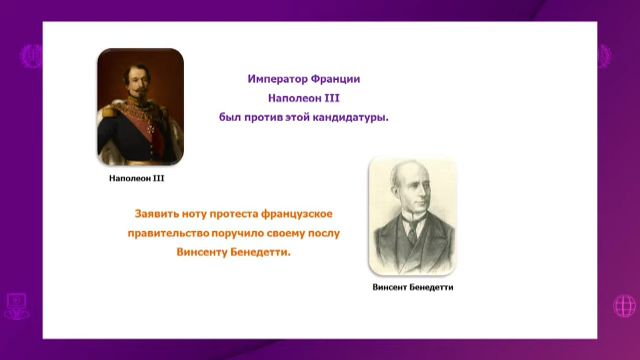 Император Франции
Наполеон III
был против этой кандидатуры.
Наполеон III
Заявить ноту протеста французское
правительство поручило своему послу
Винсенту Бенедетти.
Винсент Бенедетти